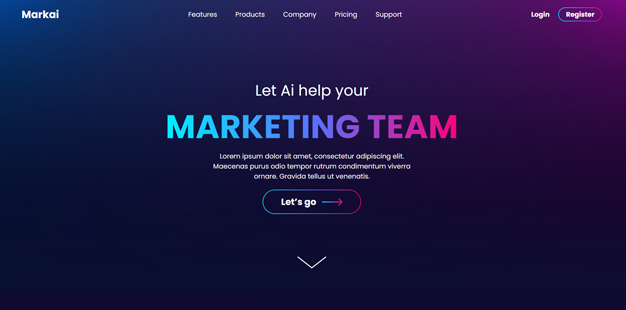 Markai
Features Products Company Pricing Support
Login Register
Let Ai help your
MARKETING TEAM
Lorem ipsum dolor sit amet, consectetur adipiscing elit.
Maecenas purus odio tempor rutrum condimentum viverra
ornare. Gravida tellus ut venenatis.
Let's go